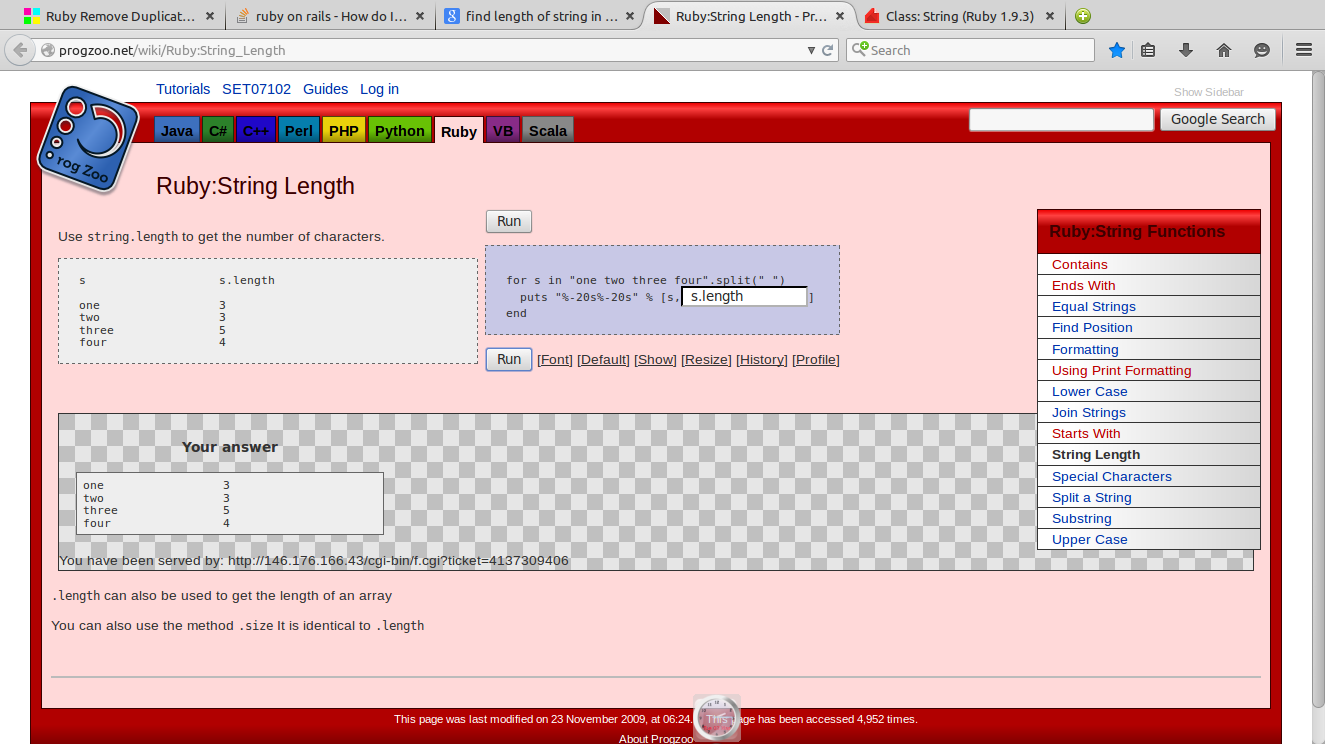 Ruby Remove Duplicat... ruby on rails - How do I... find length of string in ... Ruby:String Length - Pr... Class: String (Ruby 1.9.3)
progzoo.net/wiki/Ruby:String_Length Search
Tutorials SET07102 Guides Log in
Show Sidebar
Java C# C++ Perl PHP Python Ruby VB Scala
Google Search
rog Zoo
Ruby:String Length
Use string.length to get the number of characters.
s s.length
one 3
two 3
three 5
four 4
Run
for s in "one two three four".split(" ")
puts "%-20s%-20s" % [s, s.length ]
end
Run [Font] [Default] [Show] [Resize] [History] [Profile]
Ruby:String Functions
Contains
Ends With
Equal Strings
Find Position
Formatting
Using Print Formatting
Lower Case
Join Strings
Starts With
String Length
Special Characters
Split a String
Substring
Upper Case
Your answer
one 3
two 3
three 5
four 4
You have been served by: http://146.176.166.43/cgi-bin/f.cgi?ticket=4137309406
.length can also be used to get the length of an array
You can also use the method .size It is identical to .length
This page was last modified on 23 November 2009, at 06:24. This page has been accessed 4,952 times.
About Progzoo